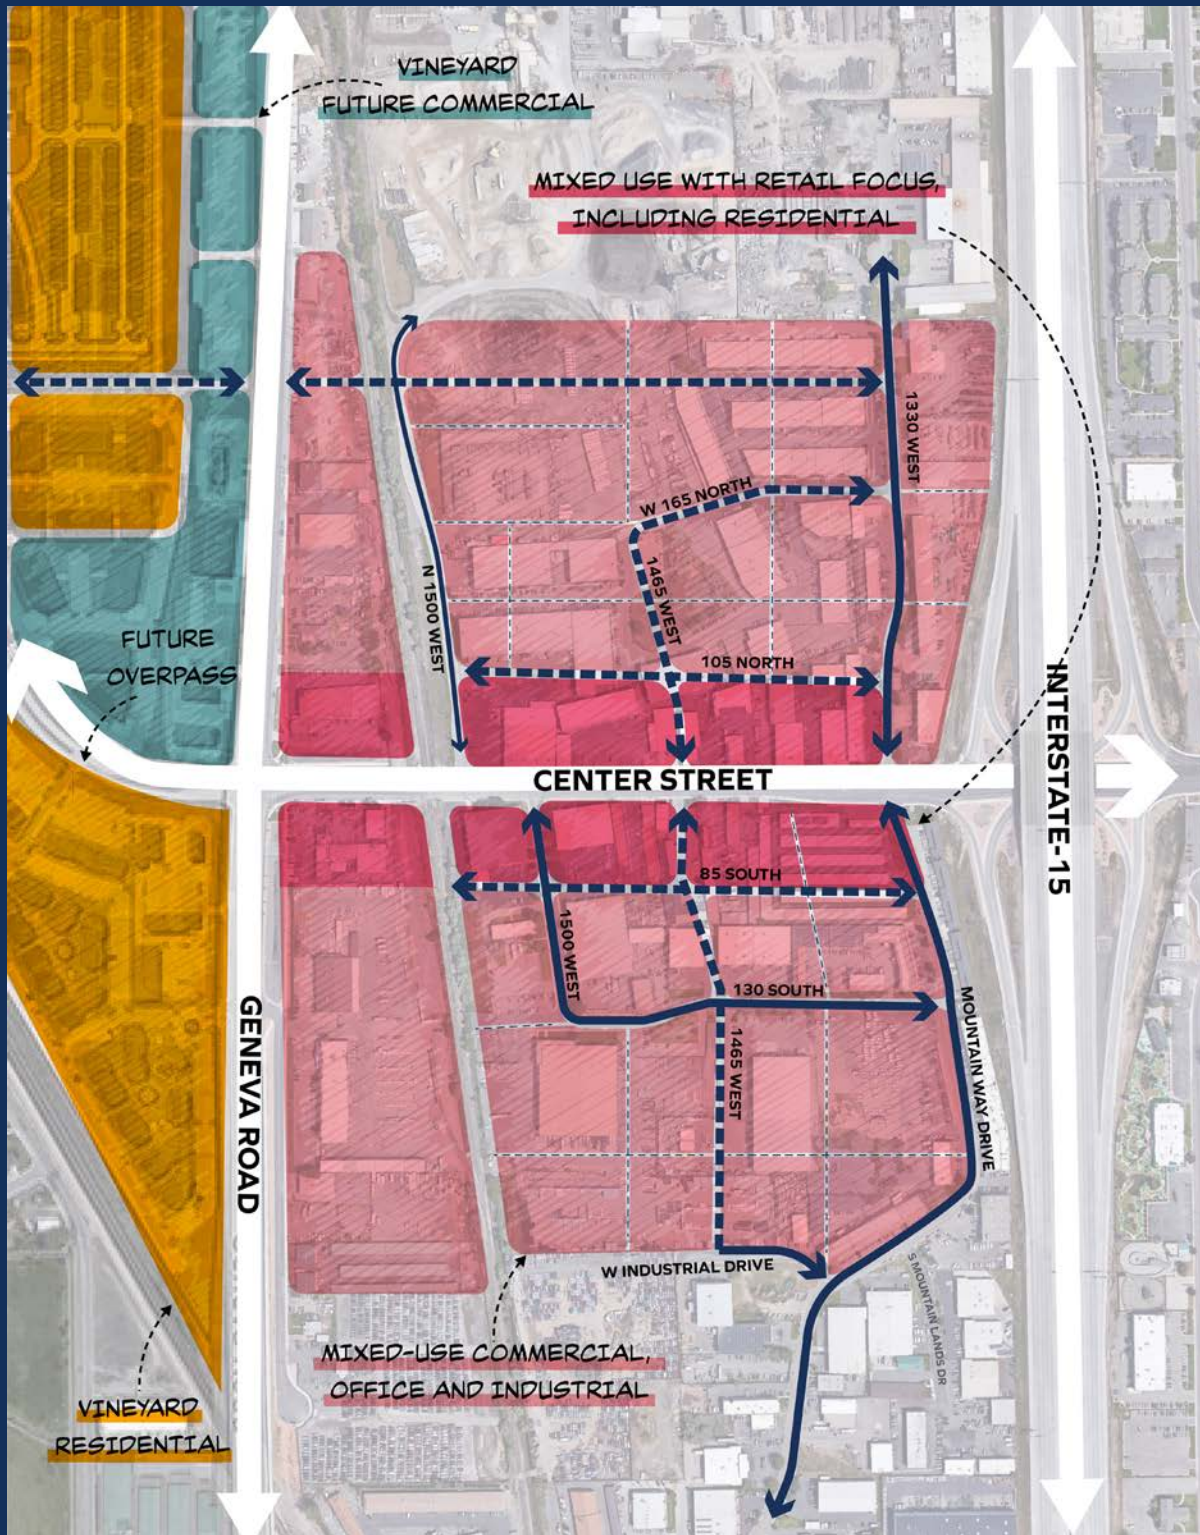 VINEYARD
FUTURE COMMERCIAL
MIXED USE WITH RETAIL FOCUS,
INCLUDING RESIDENTIAL
1330 WEST
W 165 NORTH
1465 WEST
N 1500 WEST
105 NORTH
FUTURE
OVERPASS
INTERSTATE-15
CENTER STREET
85 SOUTH
1500 WEST
130 SOUTH
1465 WEST
MOUNTAIN WAY DRIVE
GENEVA ROAD
W INDUSTRIAL DRIVE
S MOUNTAIN LANDS DR
MIXED-USE COMMERCIAL,
OFFICE AND INDUSTRIAL
VINEYARD
RESIDENTIAL